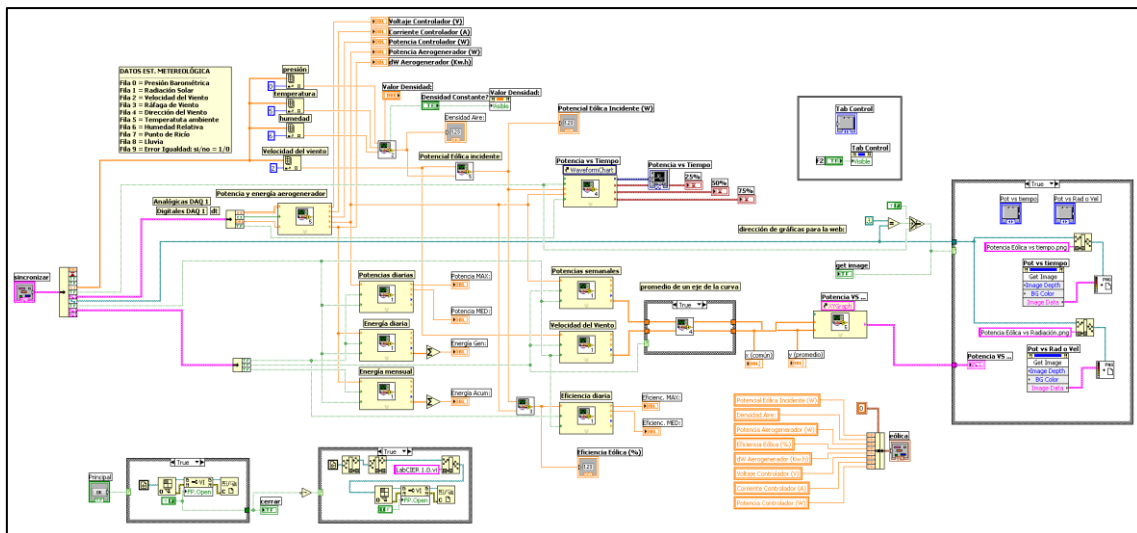 Voltaje Controlador (V)
Corriente Controlador (A)
Potencia Controlador (W)
Potencia Aerogenerador (W)
dW Aerogenerador (Kw.h)
DATOS EST. METEREOLÓGICA
Fila 0 = Presión Barométrica
Fila 1 = Radiación Solar
Fila 2 = Velocidad del Viento
Fila 3 = Ráfaga de Viento
Fila 4 = Dirección del Viento
Fila 5 = Temperatuta ambiente
Fila 6 = Humedad Relativa
Fila 7 = Punto de Ricío
Fila 8 = Lluvia
Fila 9 = Error Igualdad: si/no = 1/0
presión
temperatura
humedad
Velocidad del viento
Valor Densidad:
Densidad Constante?
Valor Densidad:
Visible
Densidad Aire:
Potencial Eólica Incidente (W)
Potencial Eólica incidente
Tab Control
Tab Control
Visible
Potencia vs Tiempo
WaveformChart
Potencia vs Tiempo
25%
50%
75%
Potencia y energía aerogenerador
Analógicas DAQ 1
Digitales DAQ 1
dt
sincronizar
dirección de gráficas para la web:
get image
True
Pot vs tiempo
Pot vs Rad o Vel
Potencia Eólica vs tiempo.png
Pot vs tiempo
Get Image
Image Depth
BG Color
Image Data
Potencia Eólica vs Radiación.png
Pot vs Rad o Vel
Get Image
Image Depth
BG Color
Image Data
Potencias diarias
Potencia MAX:
Potencia MED:
Energía diaria
Energía Gen:
Energía mensual
Energía Acum:
Potencias semanales
Velocidad del Viento
Eficiencia diaria
Eficienc. MAX:
Eficienc. MED:
Eficiencia Eólica (%)
promedio de un eje de la curva
True
x (común)
y (promedio)
Potencia VS ...
XYGraph
Potencia VS ...
Potencial Eólica Incidente (W)
Densidad Aire:
Potencia Aerogenerador (W)
Eficiencia Eólica (%)
dW Aerogenerador (Kw.h)
Voltaje Controlador (V)
Corriente Controlador (A)
Potencia Controlador (W)
eólica
Principal
True
VI
FP.Open
cerrar
True
LabCIER 1.0.vi
VI
FP.Open